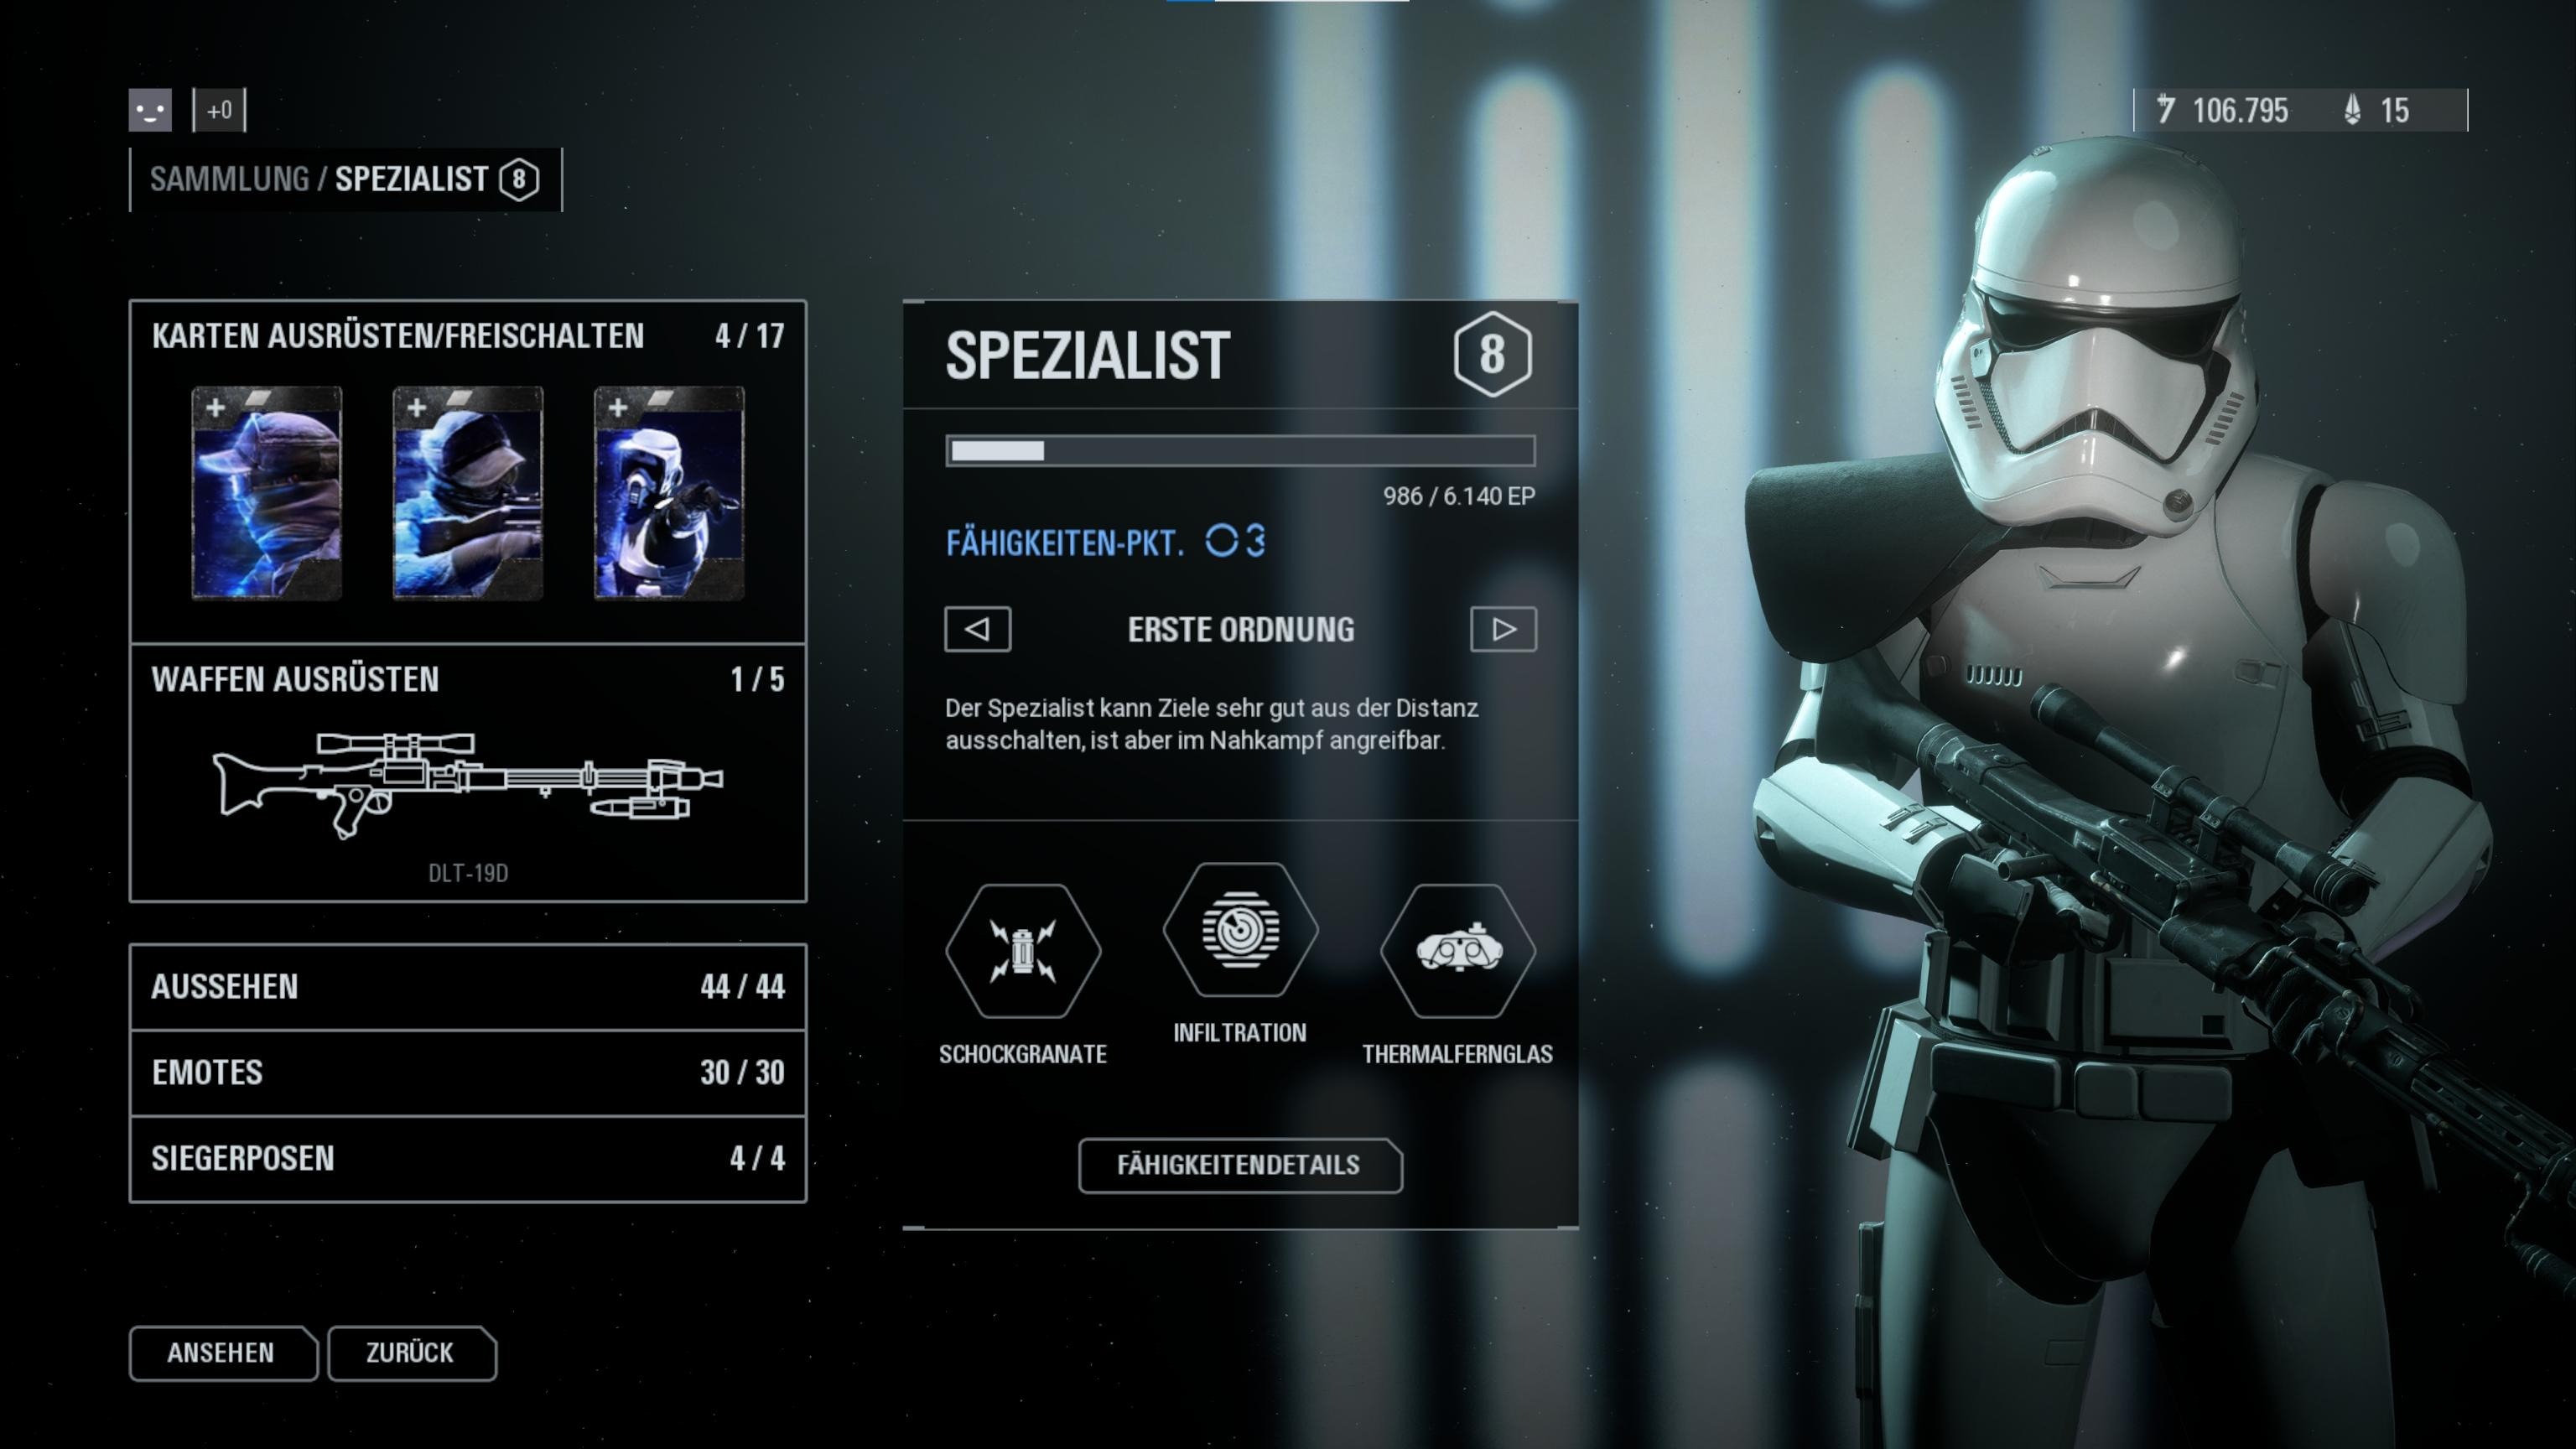 +0
106.795 15
SAMMLUNG / SPEZIALIST 8
KARTEN AUSRÜSTEN/FREISCHALTEN 4 / 17
WAFFEN AUSRÜSTEN 1 / 5
DLT-19D
AUSSEHEN 44 / 44
EMOTES 30 / 30
SIEGERPOSEN 4 / 4
ANSEHEN
ZURÜCK
SPEZIALIST 8
986 / 6.140 EP
FÄHIGKEITEN-PKT. 3
ERSTE ORDNUNG
Der Spezialist kann Ziele sehr gut aus der Distanz
ausschalten, ist aber im Nahkampf angreifbar.
SCHOCKGRANATE
INFILTRATION
THERMALFERNGLAS
FÄHIGKEITENDETAILS